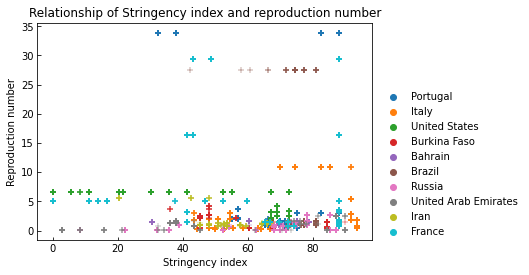 Relationship of Stringency index and reproduction number
Reproduction number
35
30
25
20
15
10
5
0
0
20
40
60
80
Stringency index
Portugal
Italy
United States
Burkina Faso
Bahrain
Brazil
Russia
United Arab Emirates
Iran
France